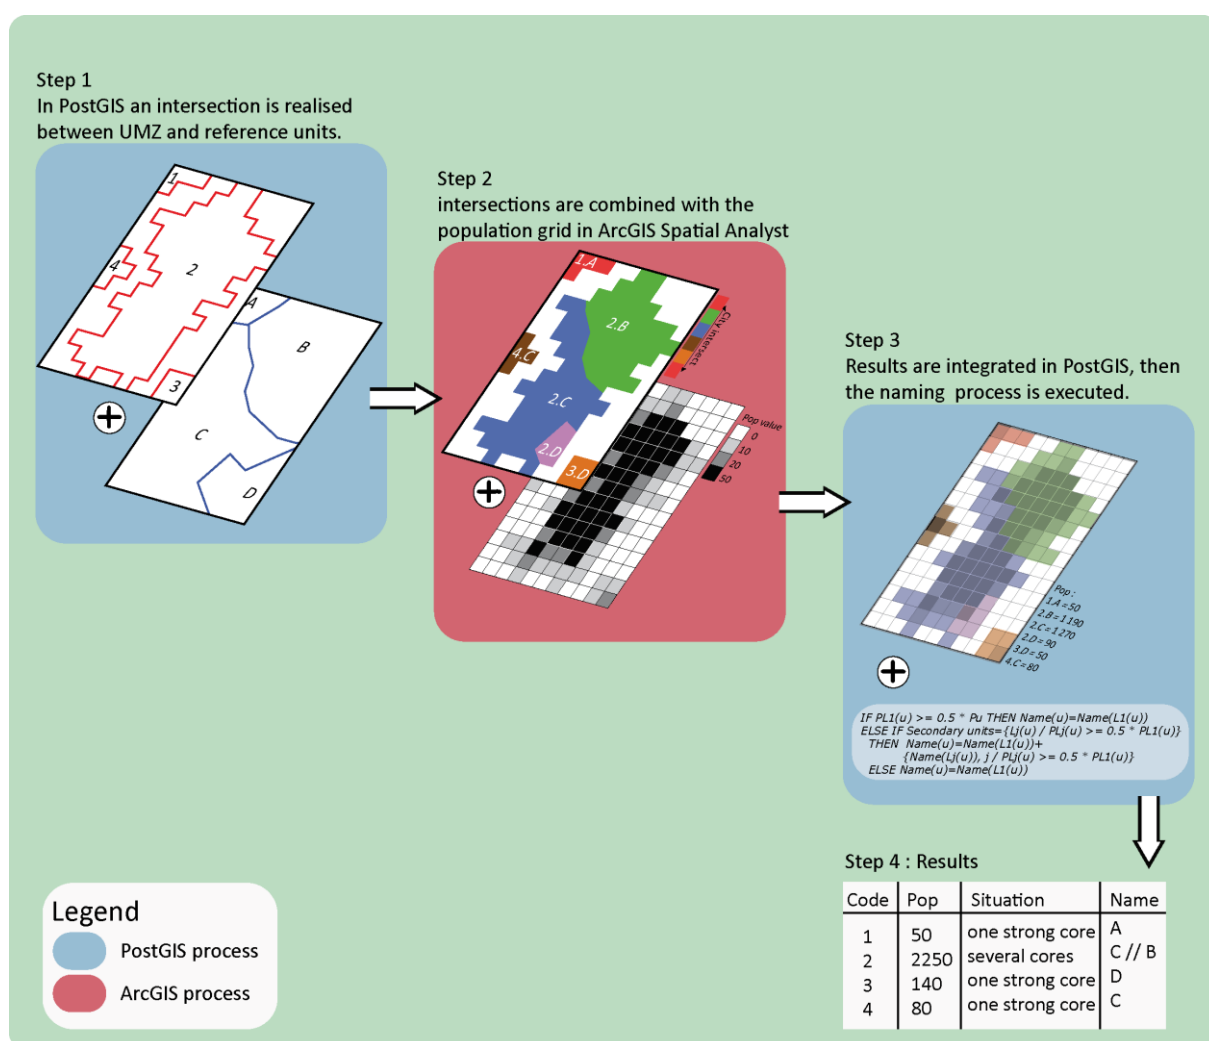 Step 1
In PostGIS an intersection is realised
between UMZ and reference units.
1
2
4
3
A
B
C
D
Step 2
intersections are combined with the
population grid in ArcGIS Spatial Analyst
1.A
2.B
4.C
2.C
2.D
3.D
City intersect.
Pop value
0
10
20
50
Step 3
Results are integrated in PostGIS, then
the naming process is executed.
Pop :
1.A = 50
2.B = 1190
2.C = 1270
2.D = 90
3.D = 50
4.C = 80
IF PL1(u) >= 0.5 * Pu THEN Name(u)=Name(L1(u))
ELSE IF Secondary units={Lj(u) / PLj(u) >= 0.5 * PL1(u)}
THEN Name(u)=Name(L1(u))+
{Name(Lj(u)), j / PLj(u) >= 0.5 * PL1(u)}
ELSE Name(u)=Name(L1(u))
Step 4 : Results
Code Pop Situation Name
1 50 one strong core A
2 2250 several cores C // B
3 140 one strong core D
4 80 one strong core C
Legend
PostGIS process
ArcGIS process